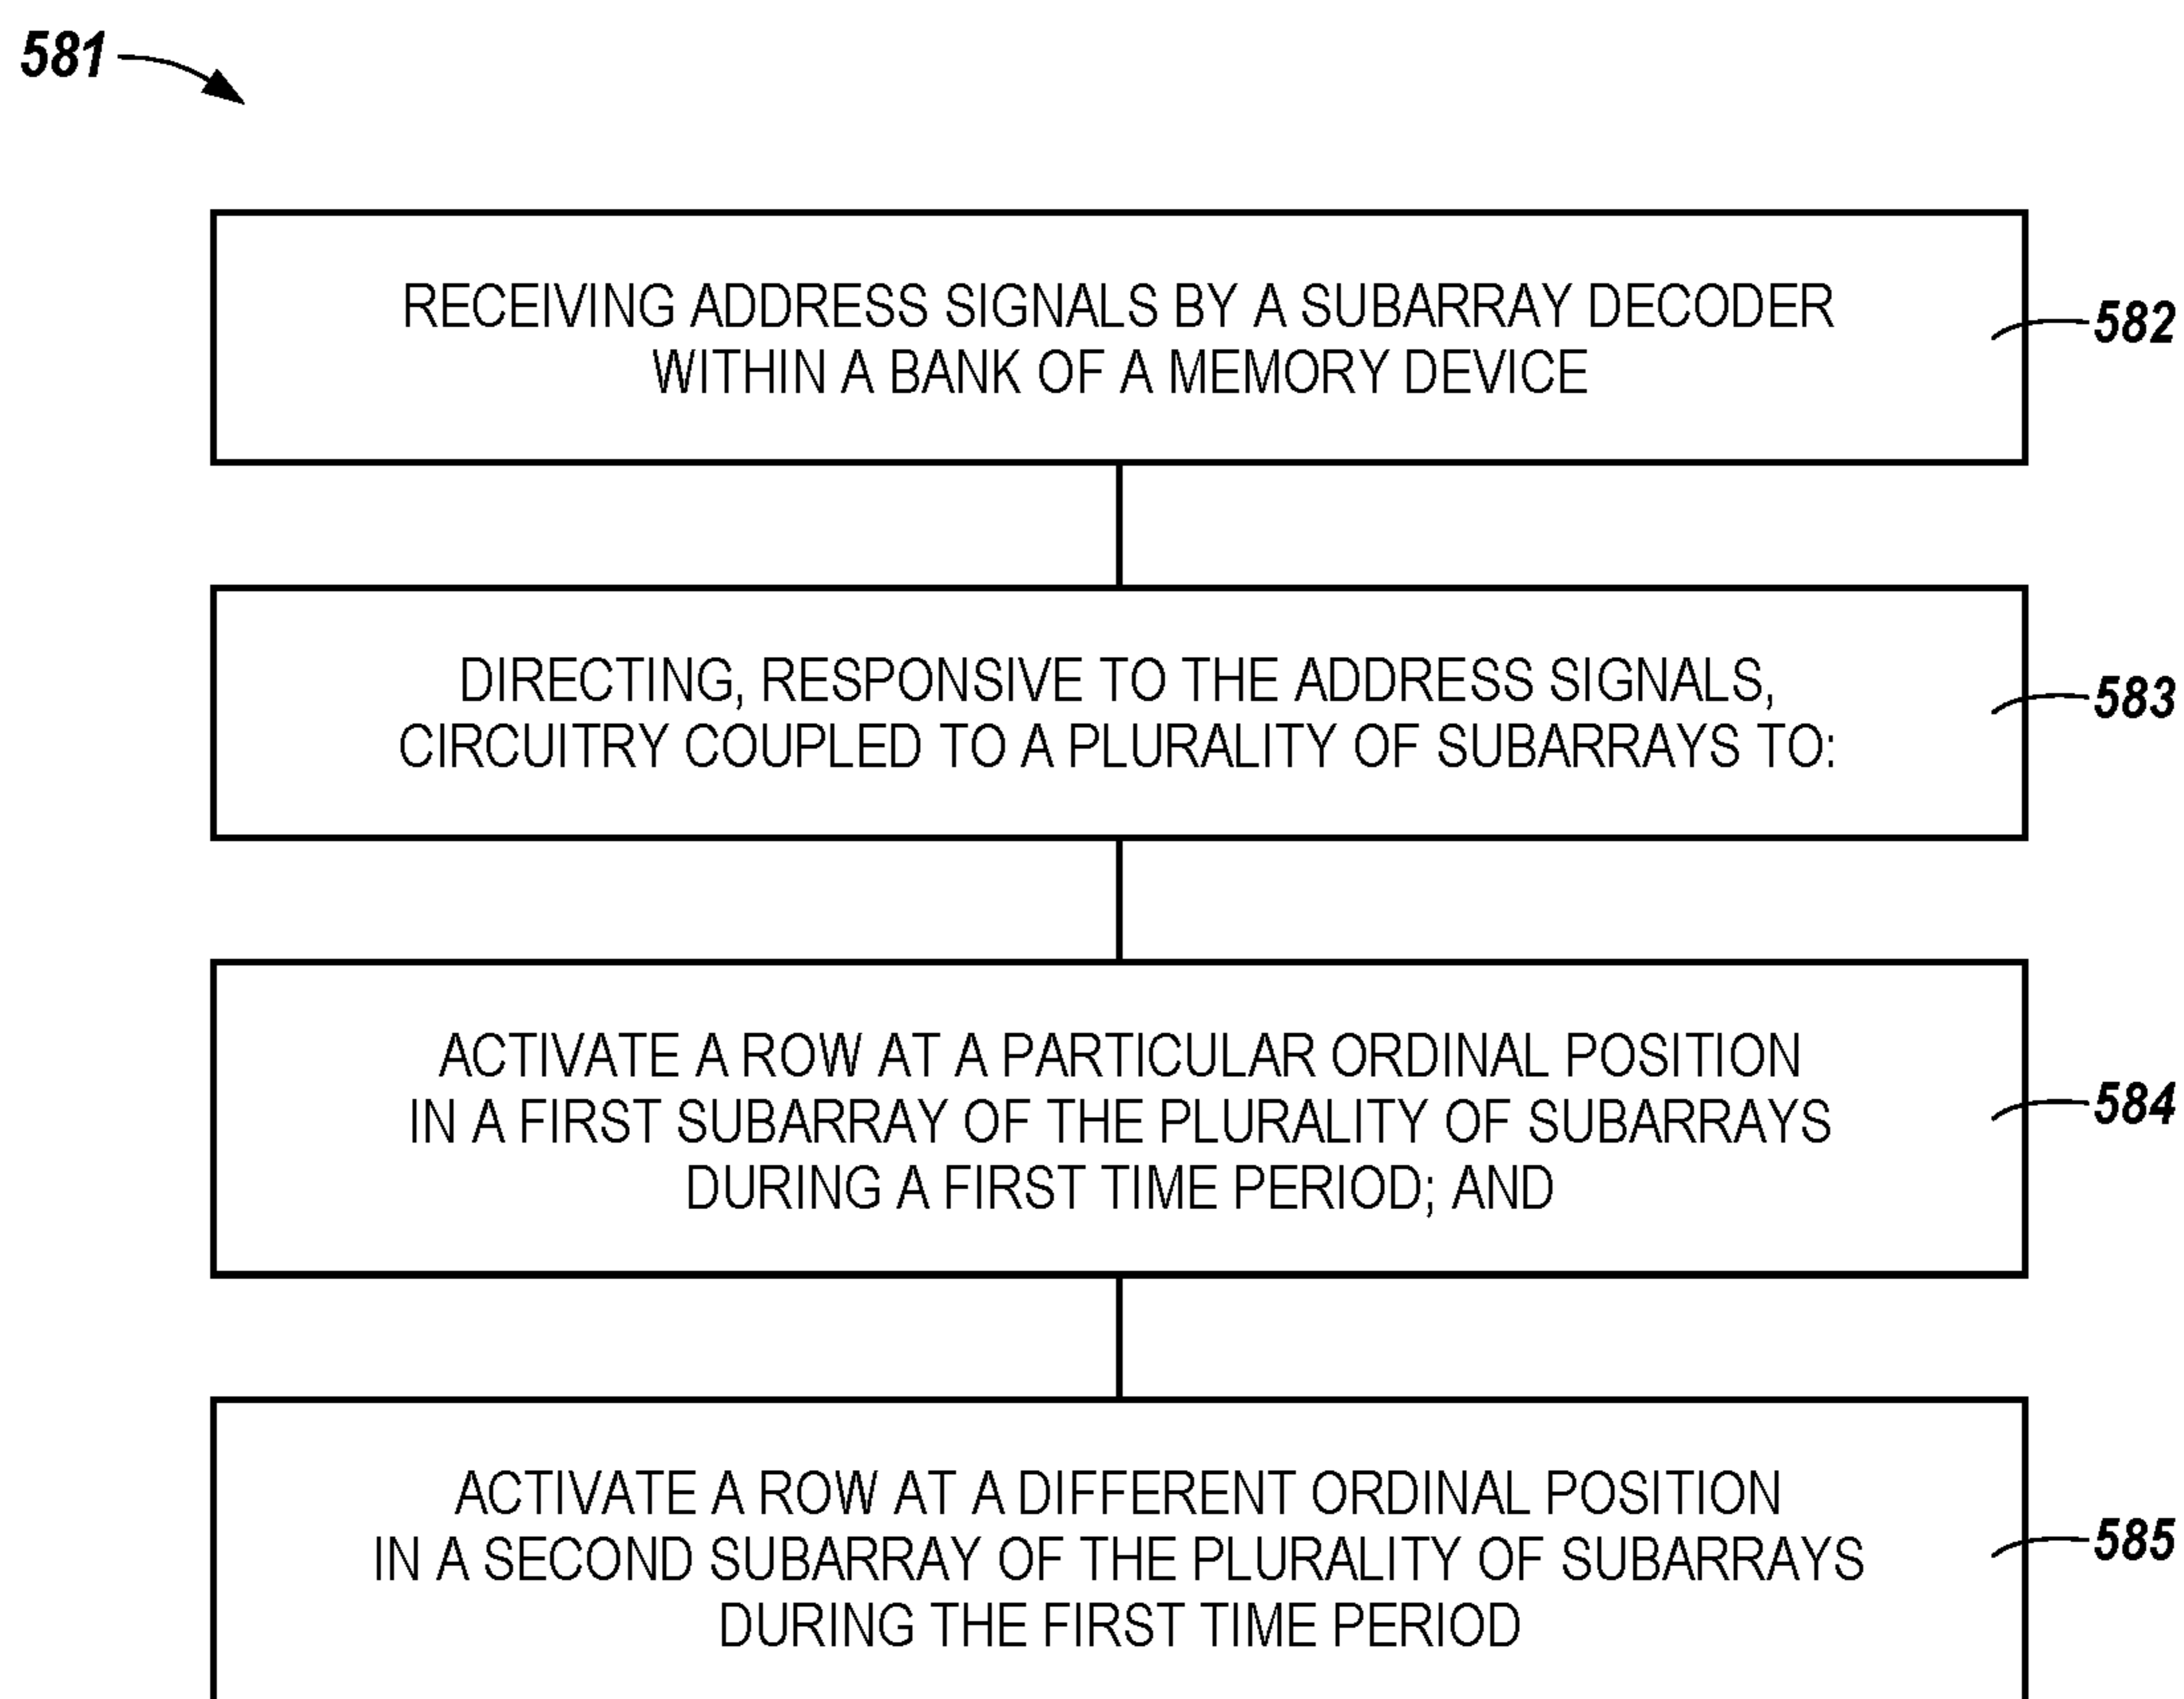 581
RECEIVING ADDRESS SIGNALS BY A SUBARRAY DECODER
WITHIN A BANK OF A MEMORY DEVICE
582
DIRECTING, RESPONSIVE TO THE ADDRESS SIGNALS,
CIRCUITRY COUPLED TO A PLURALITY OF SUBARRAYS TO:
583
ACTIVATE A ROW AT A PARTICULAR ORDINAL POSITION
IN A FIRST SUBARRAY OF THE PLURALITY OF SUBARRAYS
DURING A FIRST TIME PERIOD; AND
584
ACTIVATE A ROW AT A DIFFERENT ORDINAL POSITION
IN A SECOND SUBARRAY OF THE PLURALITY OF SUBARRAYS
DURING THE FIRST TIME PERIOD
585